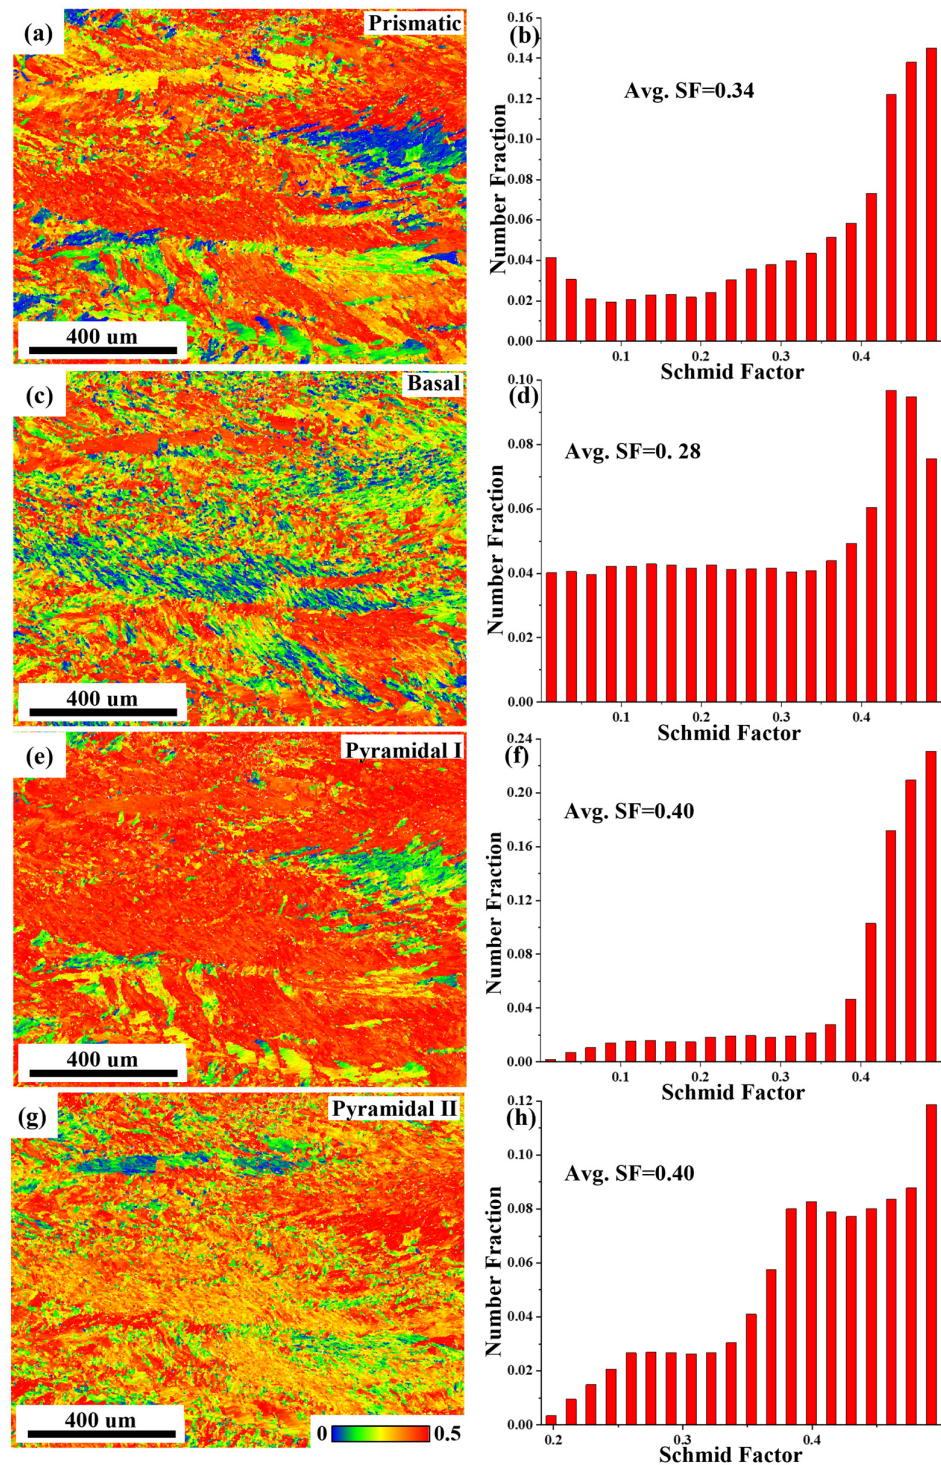 (a)
Prismatic
400 um
(b)
Avg. SF=0.34
Number Fraction
0.16
0.14
0.12
0.10
0.08
0.06
0.04
0.02
0.00
0.1
0.2
0.3
0.4
Schmid Factor
(c)
Basal
400 um
(d)
Avg. SF=0. 28
Number Fraction
0.10
0.08
0.06
0.04
0.02
0.00
0.1
0.2
0.3
0.4
Schmid Factor
(e)
Pyramidal I
400 um
(f)
Avg. SF=0.40
Number Fraction
0.24
0.20
0.16
0.12
0.08
0.04
0.00
0.1
0.2
0.3
0.4
Schmid Factor
(g)
Pyramidal II
400 um
0
0.5
(h)
Avg. SF=0.40
Number Fraction
0.12
0.10
0.08
0.06
0.04
0.02
0.00
0.2
0.3
0.4
Schmid Factor